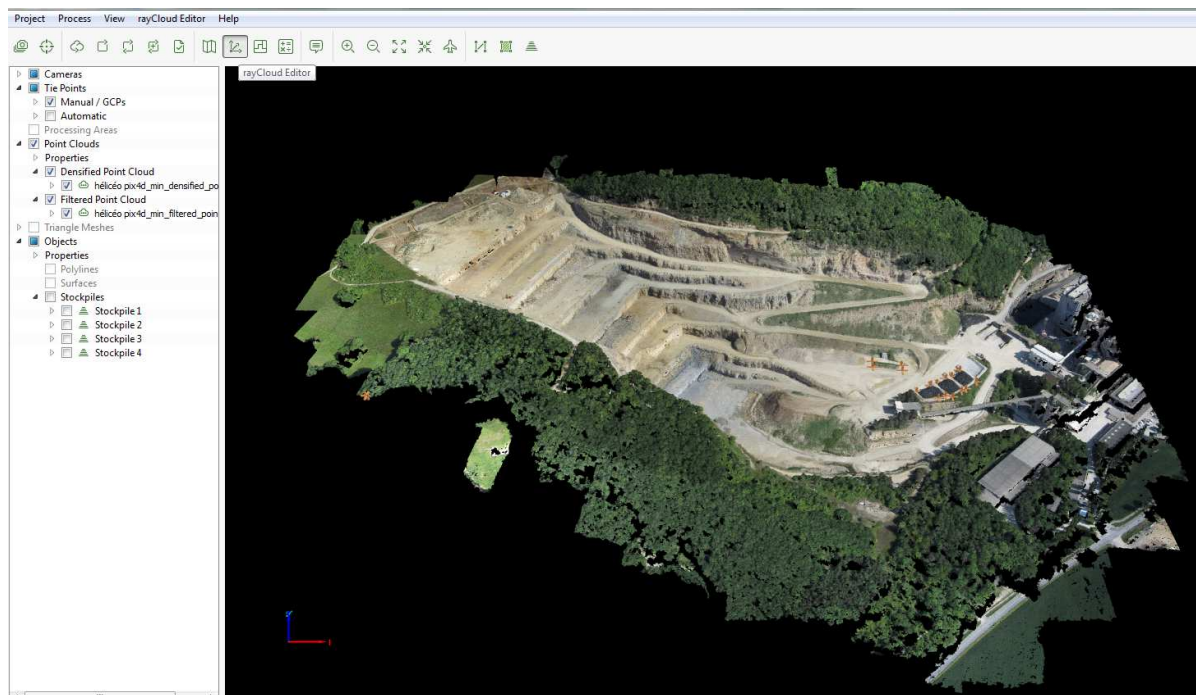 Project Process View rayCloud Editor Help
rayCloud Editor
Cameras
Tie Points
Manual / GCPs
Automatic
Processing Areas
Point Clouds
Properties
Densified Point Cloud
hélicéo pix4d_min_densified_po
Filtered Point Cloud
hélicéo pix4d_min_filtered_poin
Triangle Meshes
Objects
Properties
Polylines
Surfaces
Stockpiles
Stockpile 1
Stockpile 2
Stockpile 3
Stockpile 4